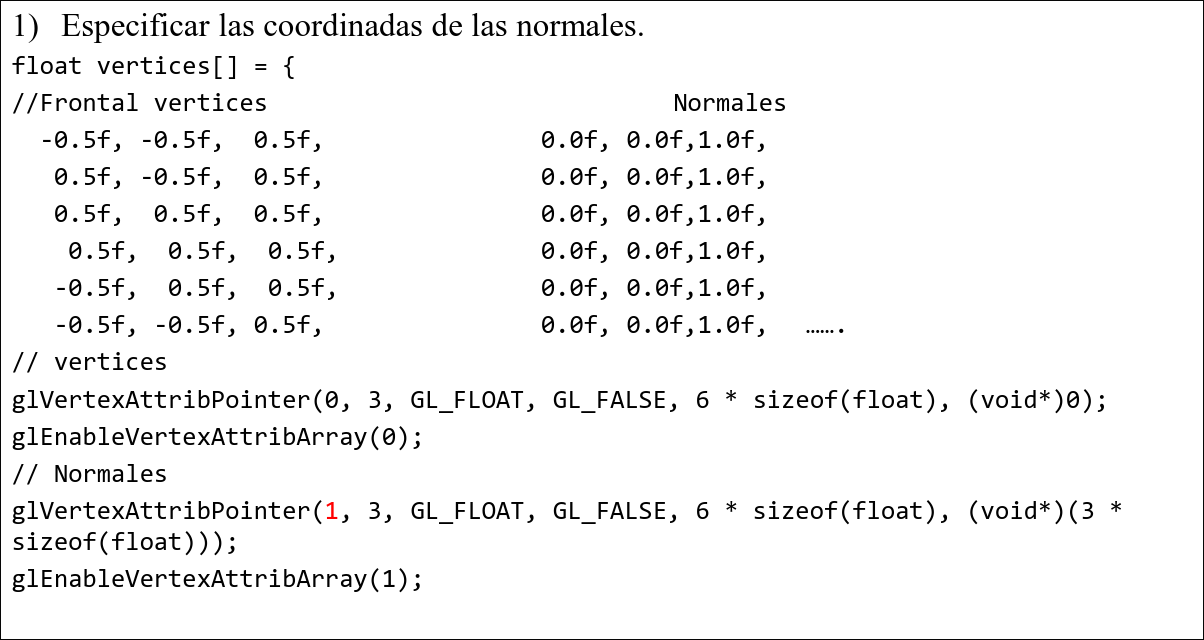 1) Especificar las coordinadas de las normales.
float vertices[] = {
//Frontal vertices Normales
-0.5f, -0.5f, 0.5f, 0.0f, 0.0f,1.0f,
0.5f, -0.5f, 0.5f, 0.0f, 0.0f,1.0f,
0.5f, 0.5f, 0.5f, 0.0f, 0.0f,1.0f,
0.5f, 0.5f, 0.5f, 0.0f, 0.0f,1.0f,
-0.5f, 0.5f, 0.5f, 0.0f, 0.0f,1.0f,
-0.5f, -0.5f, 0.5f, 0.0f, 0.0f,1.0f, …….
// vertices
glVertexAttribPointer(0, 3, GL_FLOAT, GL_FALSE, 6 * sizeof(float), (void*)0);
glEnableVertexAttribArray(0);
// Normales
glVertexAttribPointer(1, 3, GL_FLOAT, GL_FALSE, 6 * sizeof(float), (void*)(3 *
sizeof(float)));
glEnableVertexAttribArray(1);